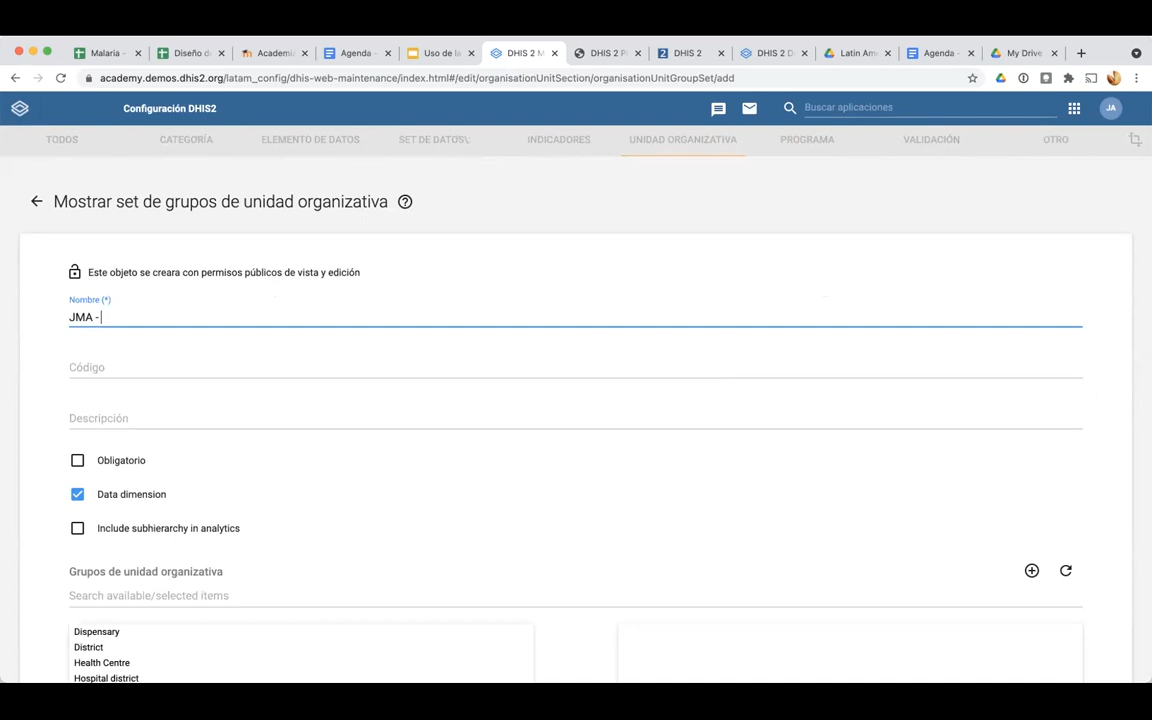 Malaria -
Diseño de
Academia
Agenda -
Uso de la
DHIS 2 M
DHIS 2 Pl
DHIS 2
DHIS 2 D
Latin Ame
Agenda -
My Drive
academy.demos.dhis2.org/latam_config/dhis-web-maintenance/index.html#/edit/organisationUnitSection/organisationUnitGroupSet/add
Configuración DHIS2
Buscar aplicaciones
JA
TODOS
CATEGORÍA
ELEMENTO DE DATOS
SET DE DATOS\;
INDICADORES
UNIDAD ORGANIZATIVA
PROGRAMA
VALIDACIÓN
OTRO
Mostrar set de grupos de unidad organizativa
Este objeto se creara con permisos públicos de vista y edición
Nombre (*)
JMA -
Código
Descripción
Obligatorio
Data dimension
Include subhierarchy in analytics
Grupos de unidad organizativa
Search available/selected items
Dispensary
District
Health Centre
Hospital district